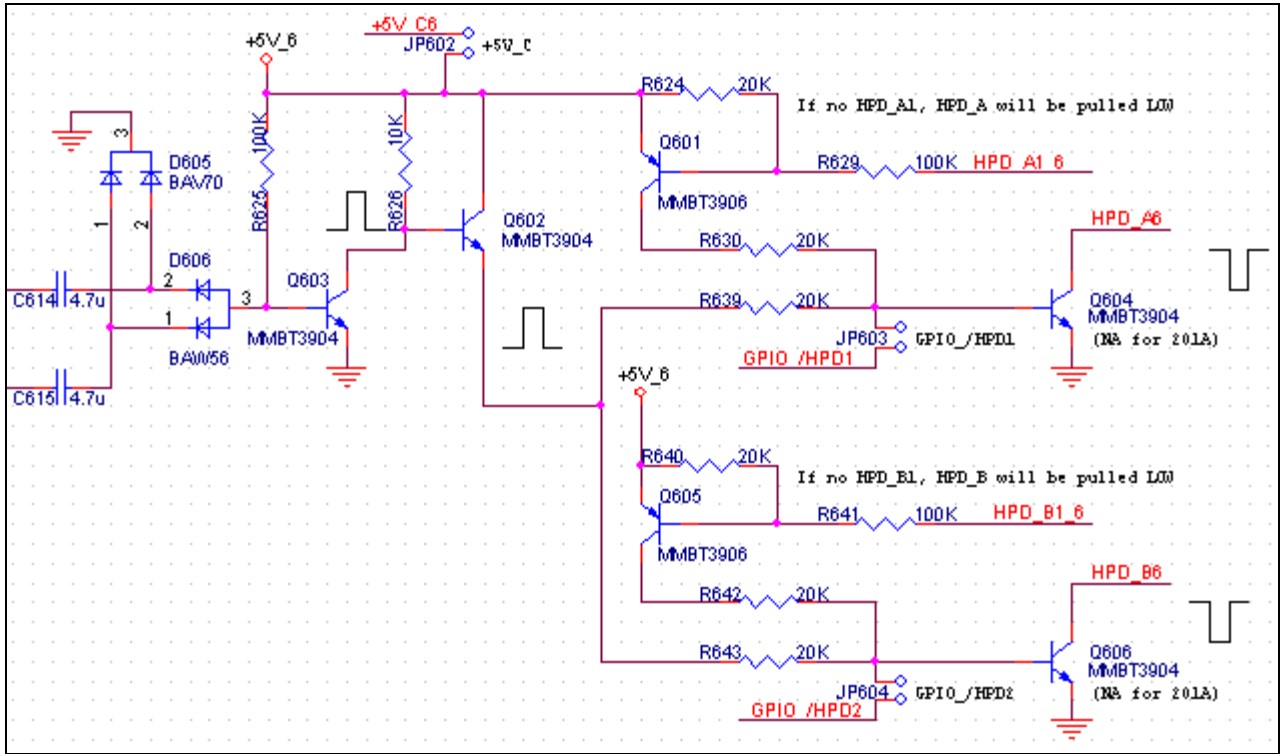 +5V_C6
JP602
+5V_C
+5V_6
R624
20K
If no HPD_A1, HPD_A will be pulled LOW
3
D605
BAV70
100K
R625
10K
R626
Q601
MMBT3906
R629
100K
HPD_A1_6
1
2
Q602
MMBT3904
HPD_A6
R630
20K
D606
2
3
1
BAW56
C614
4.7u
Q603
MMBT3904
R639
20K
Q604
MMBT3904
(NA for 201A)
JP603
GPIO_/HPD1
GPIO_/HPD1
C615
4.7u
+5V_6
R640
20K
If no HPD_B1, HPD_B will be pulled LOW
Q605
MMBT3906
R641
100K
HPD_B1_6
HPD_B6
R642
20K
R643
20K
Q606
MMBT3904
(NA for 201A)
JP604
GPIO_/HPD2
GPIO_/HPD2